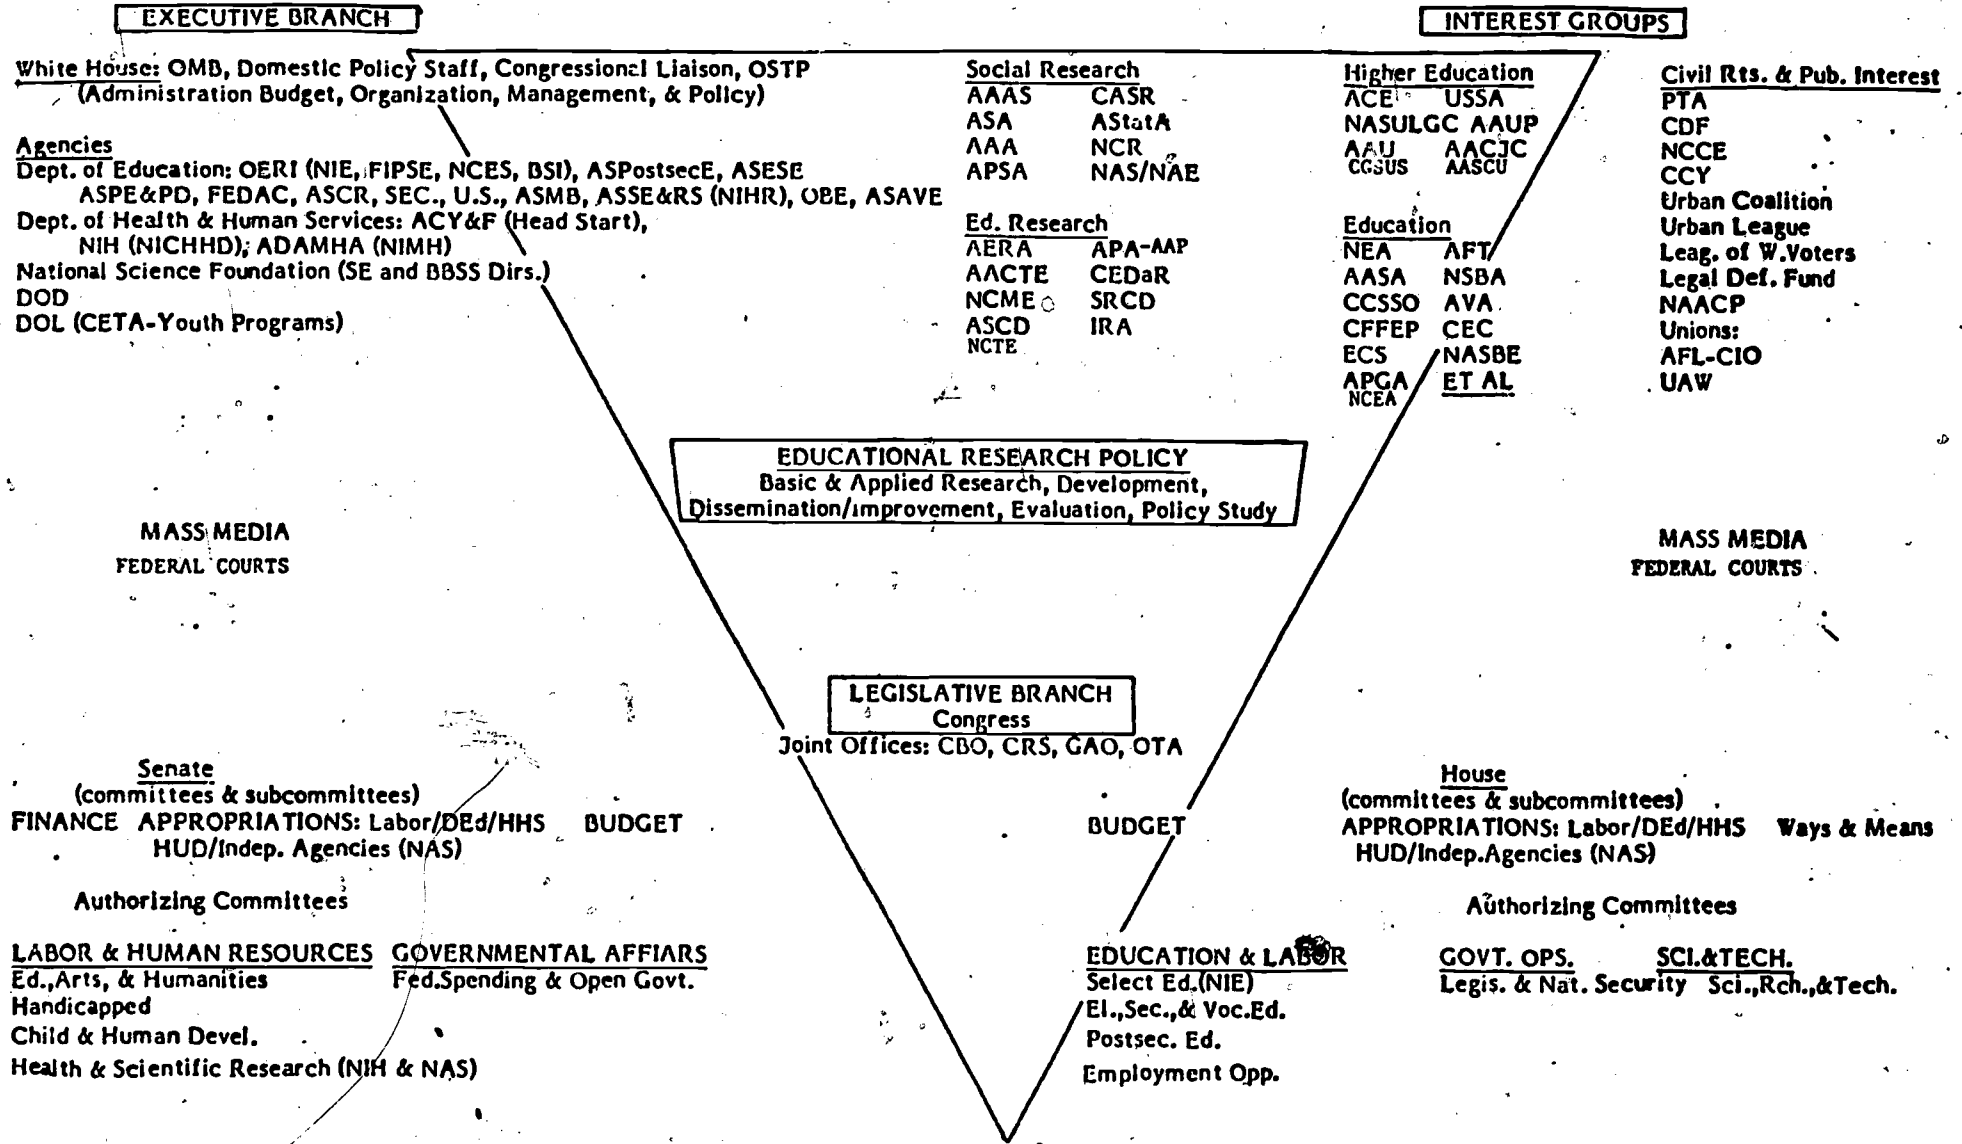 EXECUTIVE BRANCH
White House: OMB, Domestic Policy Staff, Congressional Liaison, OSTP
(Administration Budget, Organization, Management, & Policy)
Agencies
Dept. of Education: OERI (NIE, FIPSE, NCES, BSI), ASPostsecE, ASESE
ASPE&PD, FEDAC, ASCR, SEC., U.S., ASMB, ASSE&RS (NIHR), OBE, ASAVE
Dept. of Health & Human Services: ACY&F (Head Start),
NIH (NICHHD); ADAMHA (NIMH)
National Science Foundation (SE and BBSS Dirs.)
DOD
DOL (CETA-Youth Programs)
INTEREST GROUPS
Social Research
AAAS CASR
ASA AStatA
AAA NCR
APSA NAS/NAE
Ed. Research
AERA APA-AAP
AACTE CEDaR
NCME SRCD
ASCD IRA
NCTE
Higher Education
ACE USSA
NASULGC AAUP
AAU AACJC
CGSUS AASCU
Education
NEA AFT
AASA NSBA
CCSSO AVA
CFFEP CEC
ECS NASBE
APGA ET AL
NCEA
Civil Rts. & Pub. Interest
PTA
CDF
NCCE
CCY
Urban Coalition
Urban League
Leag. of W.Voters
Legal Def. Fund
NAACP
Unions:
AFL-CIO
UAW
EDUCATIONAL RESEARCH POLICY
Basic & Applied Research, Development,
Dissemination/improvement, Evaluation, Policy Study
MASS MEDIA
FEDERAL COURTS
MASS MEDIA
FEDERAL COURTS
LEGISLATIVE BRANCH
Congress
Joint Offices: CBO, CRS, GAO, OTA
Senate
(committees & subcommittees)
FINANCE APPROPRIATIONS: Labor/DEd/HHS BUDGET
HUD/Indep. Agencies (NAS)
Authorizing Committees
LABOR & HUMAN RESOURCES GOVERNMENTAL AFFIARS
Ed.,Arts, & Humanities Fed.Spending & Open Govt.
Handicapped
Child & Human Devel.
Health & Scientific Research (NIH & NAS)
House
(committees & subcommittees)
BUDGET APPROPRIATIONS: Labor/DEd/HHS Ways & Means
HUD/Indep.Agencies (NAS)
Authorizing Committees
EDUCATION & LABOR GOVT. OPS. SCI.&TECH.
Select Ed.(NIE) Legis. & Nat. Security Sci.,Rch.,&Tech.
El.,Sec.,& Voc.Ed.
Postsec. Ed.
Employment Opp.